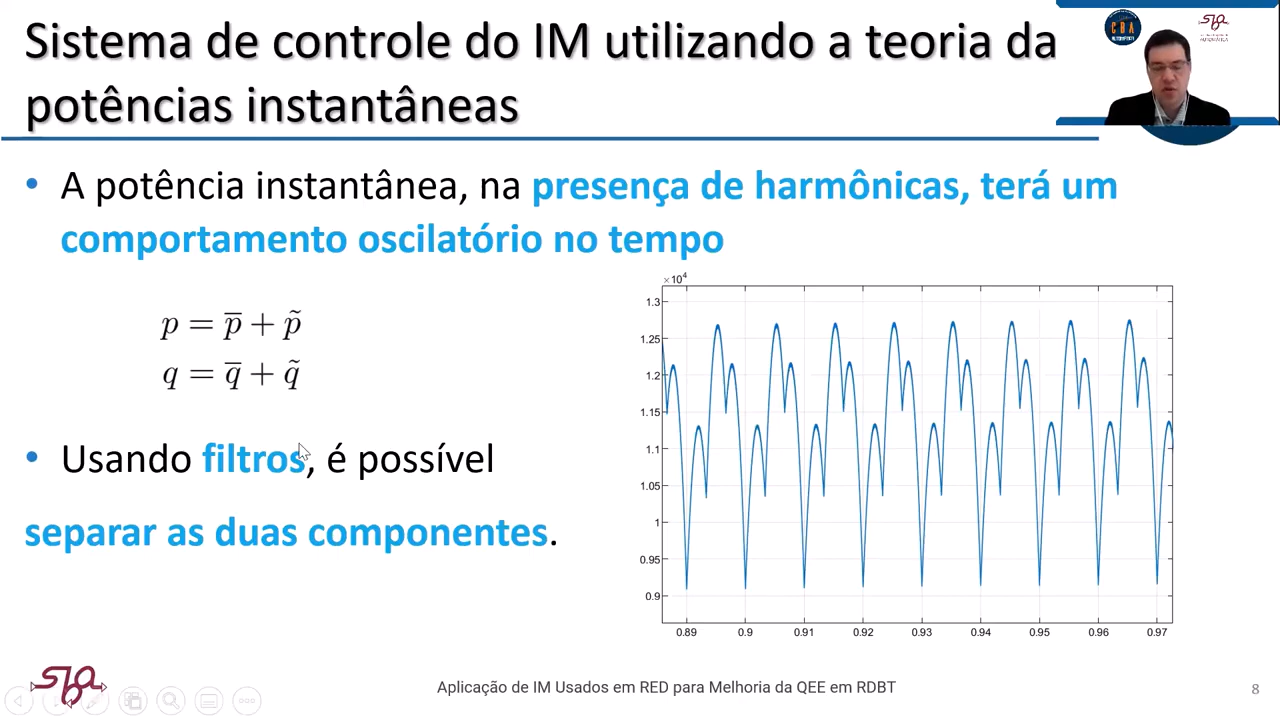 Sistema de controle do IM utilizando a teoria da
potências instantâneas
CBA
SBA
• A potência instantânea, na presença de harmônicas, terá um
comportamento oscilatório no tempo
p = p̅ + p̃
q = q̅ + q̃
• Usando filtros, é possível
separar as duas componentes.
×10⁴
1.3
1.25
1.2
1.15
1.1
1.05
1
0.95
0.9
0.89 0.9 0.91 0.92 0.93 0.94 0.95 0.96 0.97
sba
Aplicação de IM Usados em RED para Melhoria da QEE em RDBT
8